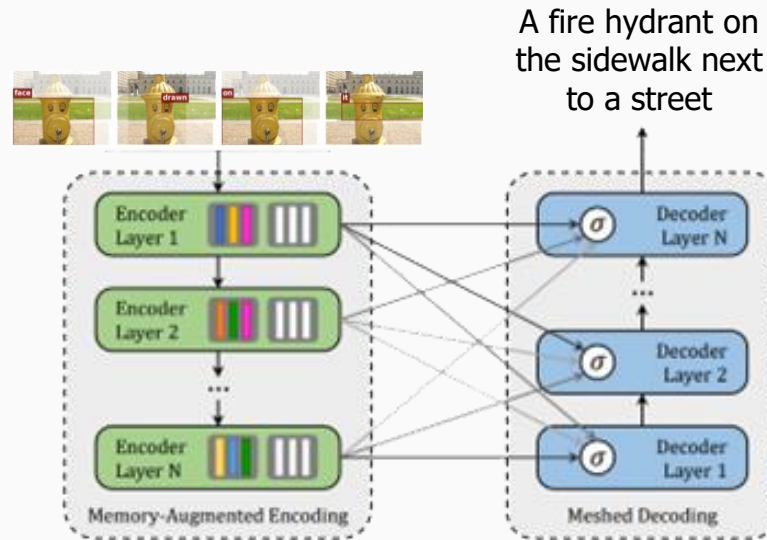 A fire hydrant on
the sidewalk next
to a street
face
drawn
on
it
Encoder
Layer 1
Encoder
Layer 2
...
Encoder
Layer N
Memory-Augmented Encoding
σ
Decoder
Layer N
...
σ
Decoder
Layer 2
σ
Decoder
Layer 1
Meshed Decoding